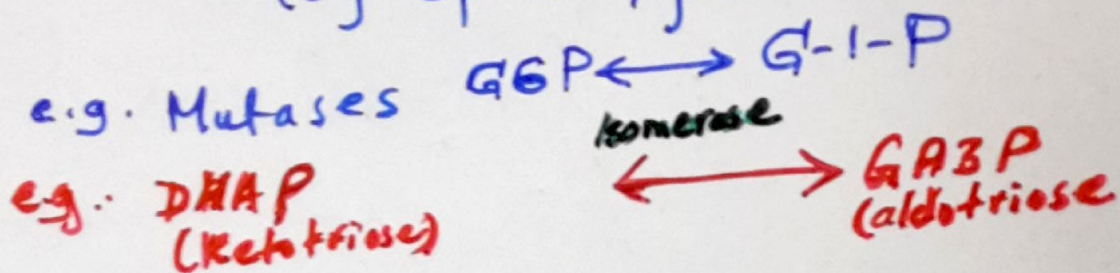 e.g. Mutases G6P ⟷ G-1-P
Isomerase
e.g. DHAP ⟷ GA3P
(Ketotriose) (aldotriose